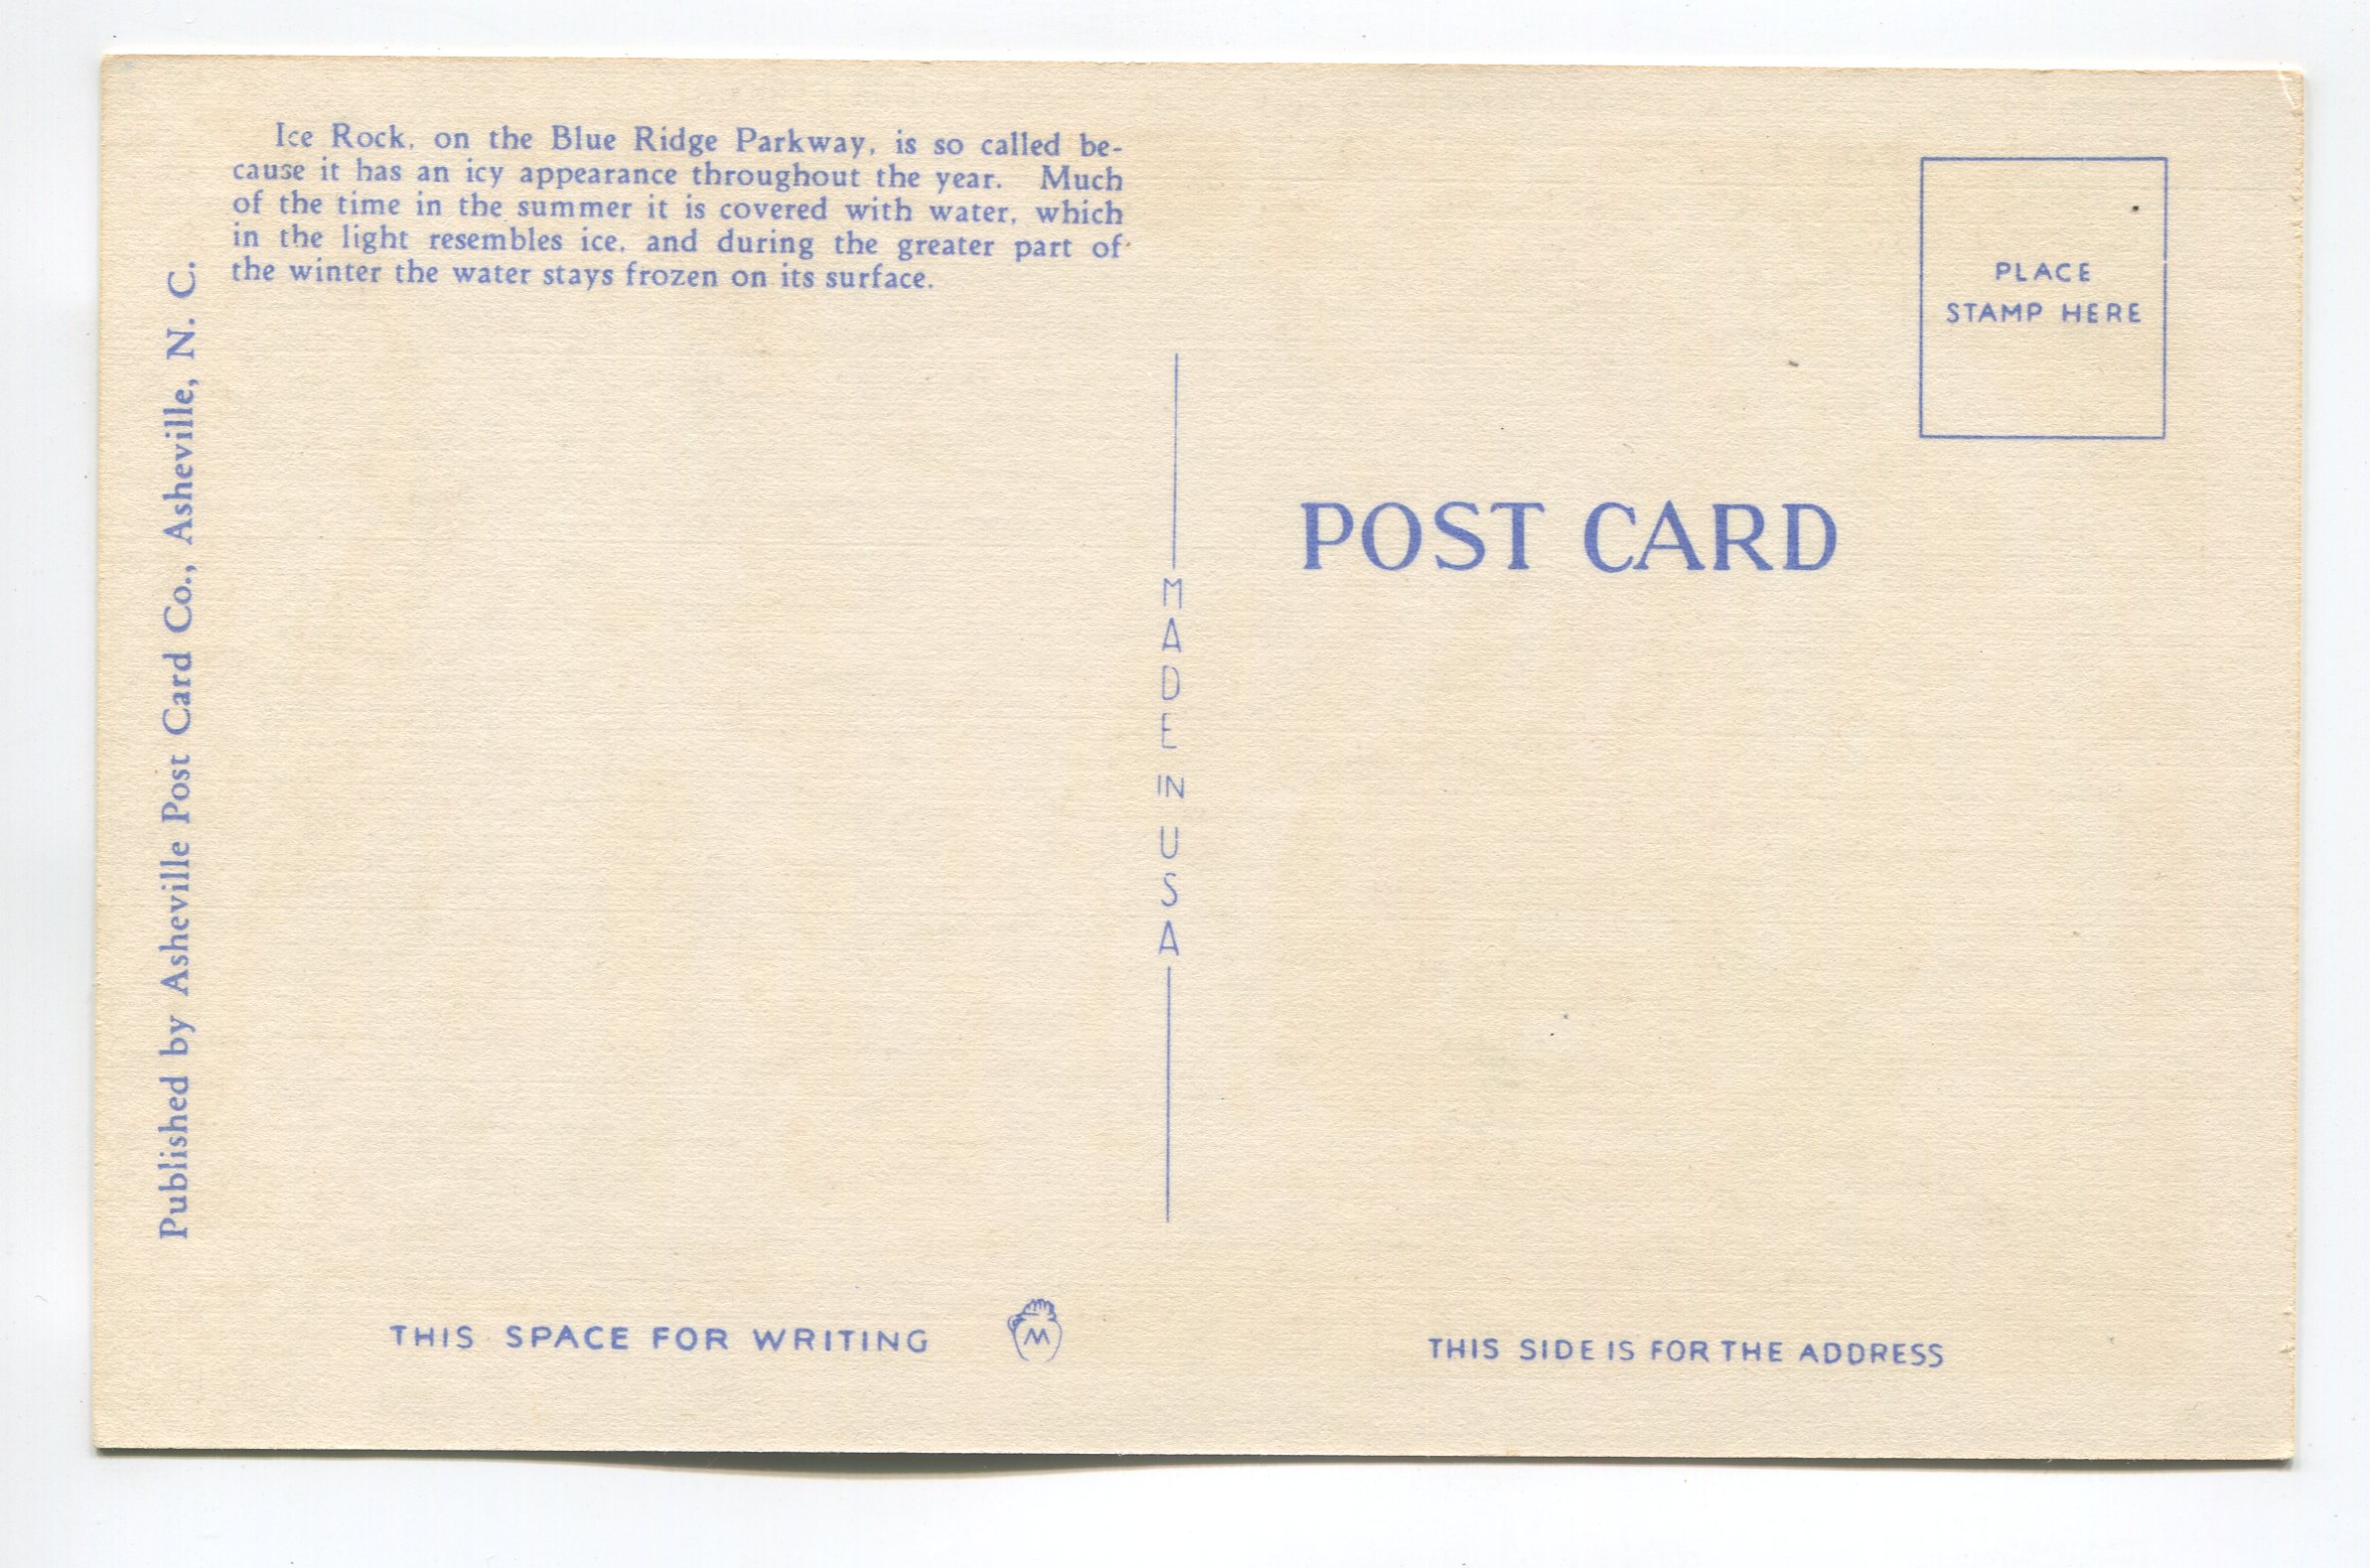 Ice Rock, on the Blue Ridge Parkway, is so called be-
cause it has an icy appearance throughout the year. Much
of the time in the summer it is covered with water, which
in the light resembles ice, and during the greater part of
the winter the water stays frozen on its surface.
Published by Asheville Post Card Co., Asheville, N. C.
PLACE
STAMP HERE
POST CARD
MADE IN USA
THIS SPACE FOR WRITING
M
THIS SIDE IS FOR THE ADDRESS